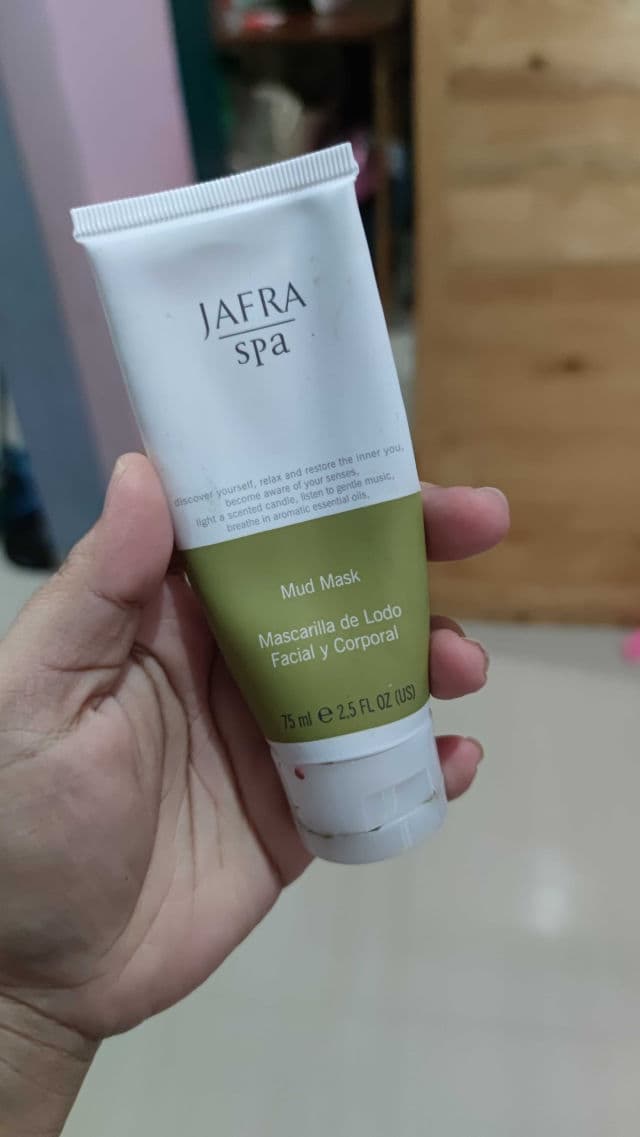 JAFRA
spa
discover yourself, relax and restore the inner you,
become aware of your senses,
light a scented candle, listen to gentle music,
breathe in aromatic essential oils.
Mud Mask
Mascarilla de Lodo
Facial y Corporal
75 ml e 2.5 FL OZ (US)